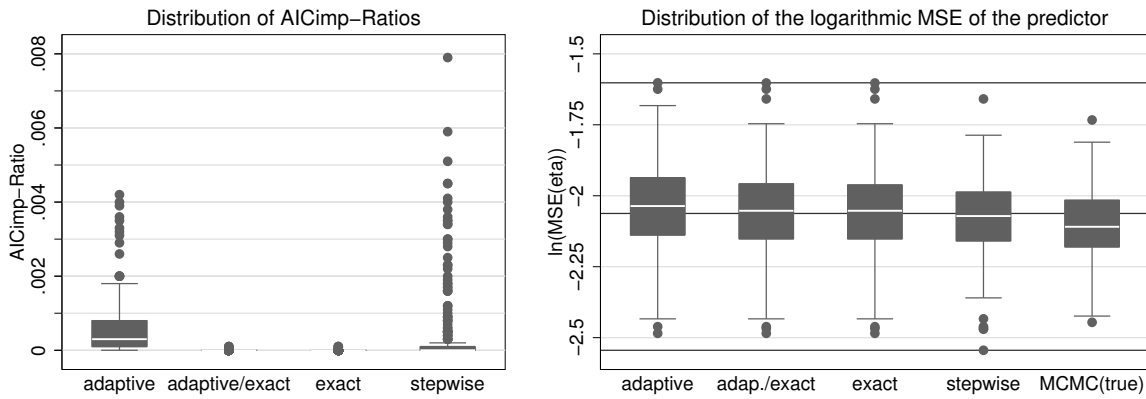 Distribution of AICimp−Ratios
AICimp−Ratio
.008
.006
.004
.002
0
adaptive adaptive/exact exact stepwise
Distribution of the logarithmic MSE of the predictor
ln(MSE(eta))
−1.5
−1.75
−2
−2.25
−2.5
adaptive adap./exact exact stepwise MCMC(true)